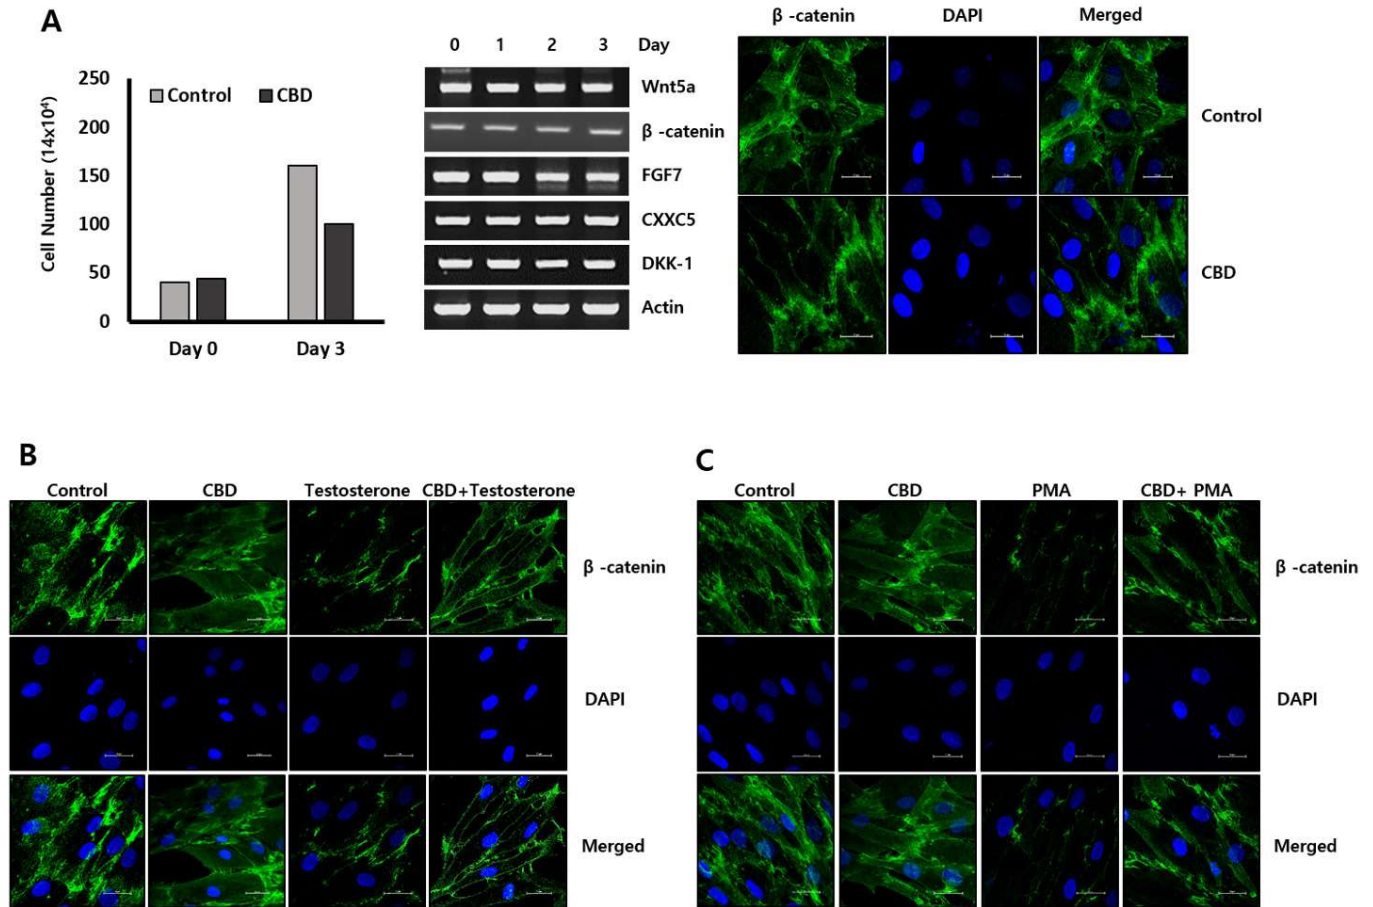 A
Cell Number (14x10⁴)
250
200
150
100
50
0
Control
CBD
Day 0
Day 3
0 1 2 3 Day
Wnt5a
β -catenin
FGF7
CXXC5
DKK-1
Actin
β -catenin DAPI Merged
Control
CBD
B
Control CBD Testosterone CBD+Testosterone
β -catenin
DAPI
Merged
C
Control CBD PMA CBD+ PMA
β -catenin
DAPI
Merged